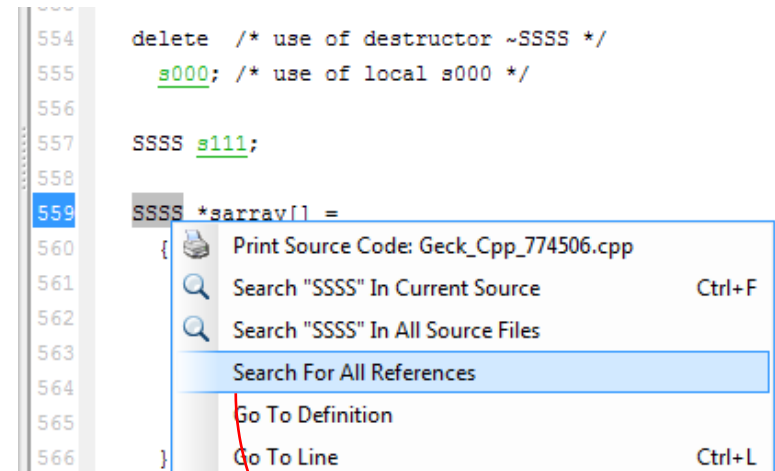 554 delete /* use of destructor ~SSSS */
555 s000; /* use of local s000 */
556
557 SSSS s111;
558
559 SSSS *sarray[] =
560 {
Print Source Code: Geck_Cpp_774506.cpp
561 Search "SSSS" In Current Source Ctrl+F
562 Search "SSSS" In All Source Files
563
564 Search For All References
565 Go To Definition
566 } Go To Line Ctrl+L